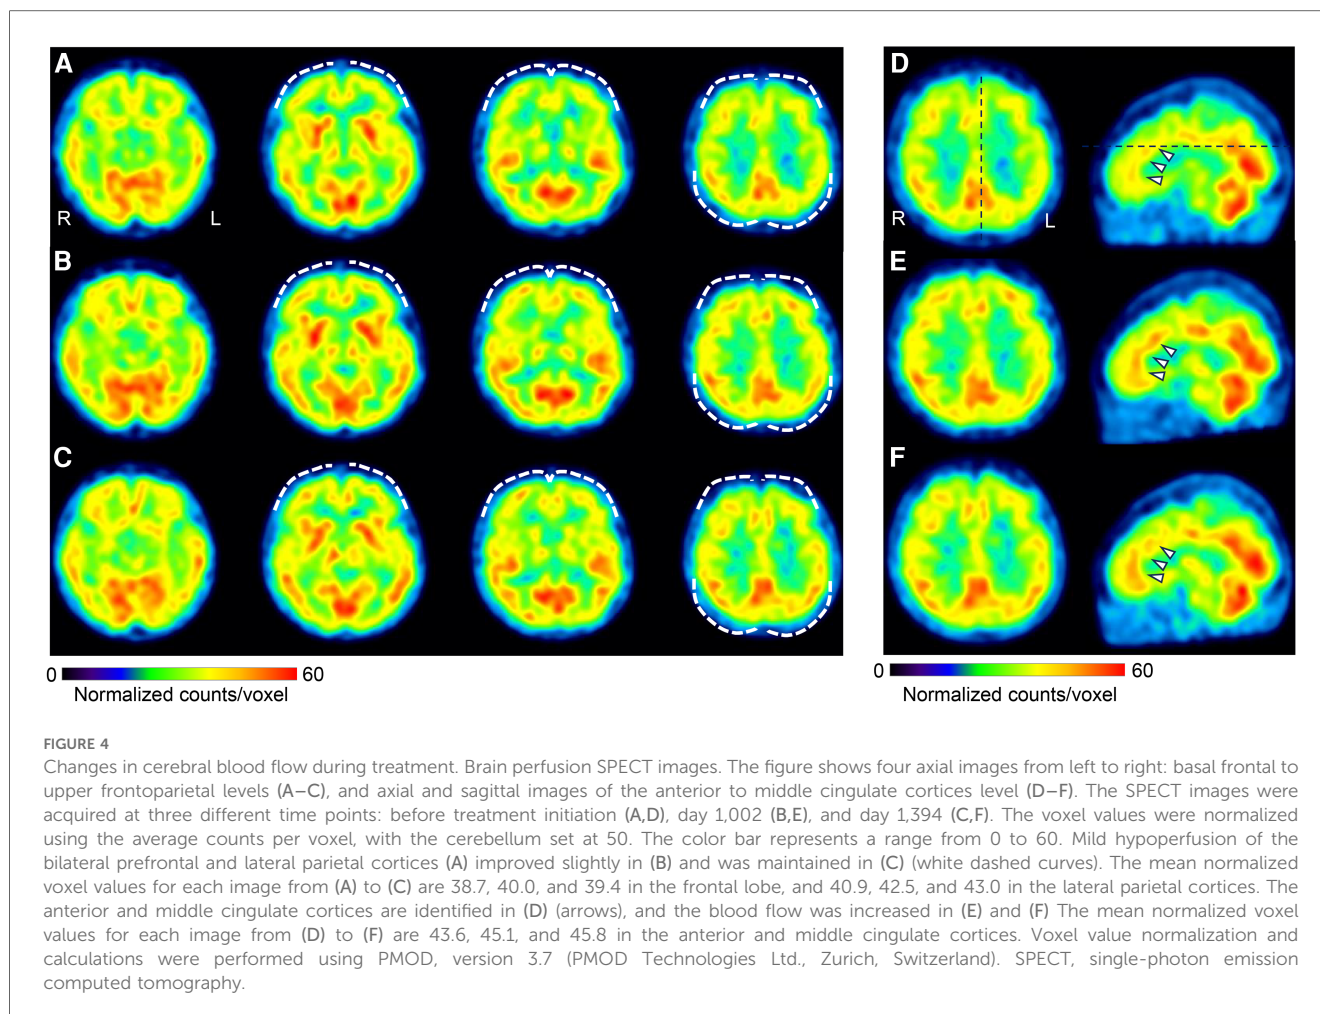 A
R
L
B
C
D
R
L
E
F
0
60
Normalized counts/voxel
0
60
Normalized counts/voxel
FIGURE 4
Changes in cerebral blood flow during treatment. Brain perfusion SPECT images. The figure shows four axial images from left to right: basal frontal to
upper frontoparietal levels (A–C), and axial and sagittal images of the anterior to middle cingulate cortices level (D–F). The SPECT images were
acquired at three different time points: before treatment initiation (A,D), day 1,002 (B,E), and day 1,394 (C,F). The voxel values were normalized
using the average counts per voxel, with the cerebellum set at 50. The color bar represents a range from 0 to 60. Mild hypoperfusion of the
bilateral prefrontal and lateral parietal cortices (A) improved slightly in (B) and was maintained in (C) (white dashed curves). The mean normalized
voxel values for each image from (A) to (C) are 38.7, 40.0, and 39.4 in the frontal lobe, and 40.9, 42.5, and 43.0 in the lateral parietal cortices. The
anterior and middle cingulate cortices are identified in (D) (arrows), and the blood flow was increased in (E) and (F) The mean normalized voxel
values for each image from (D) to (F) are 43.6, 45.1, and 45.8 in the anterior and middle cingulate cortices. Voxel value normalization and
calculations were performed using PMOD, version 3.7 (PMOD Technologies Ltd., Zurich, Switzerland). SPECT, single-photon emission
computed tomography.